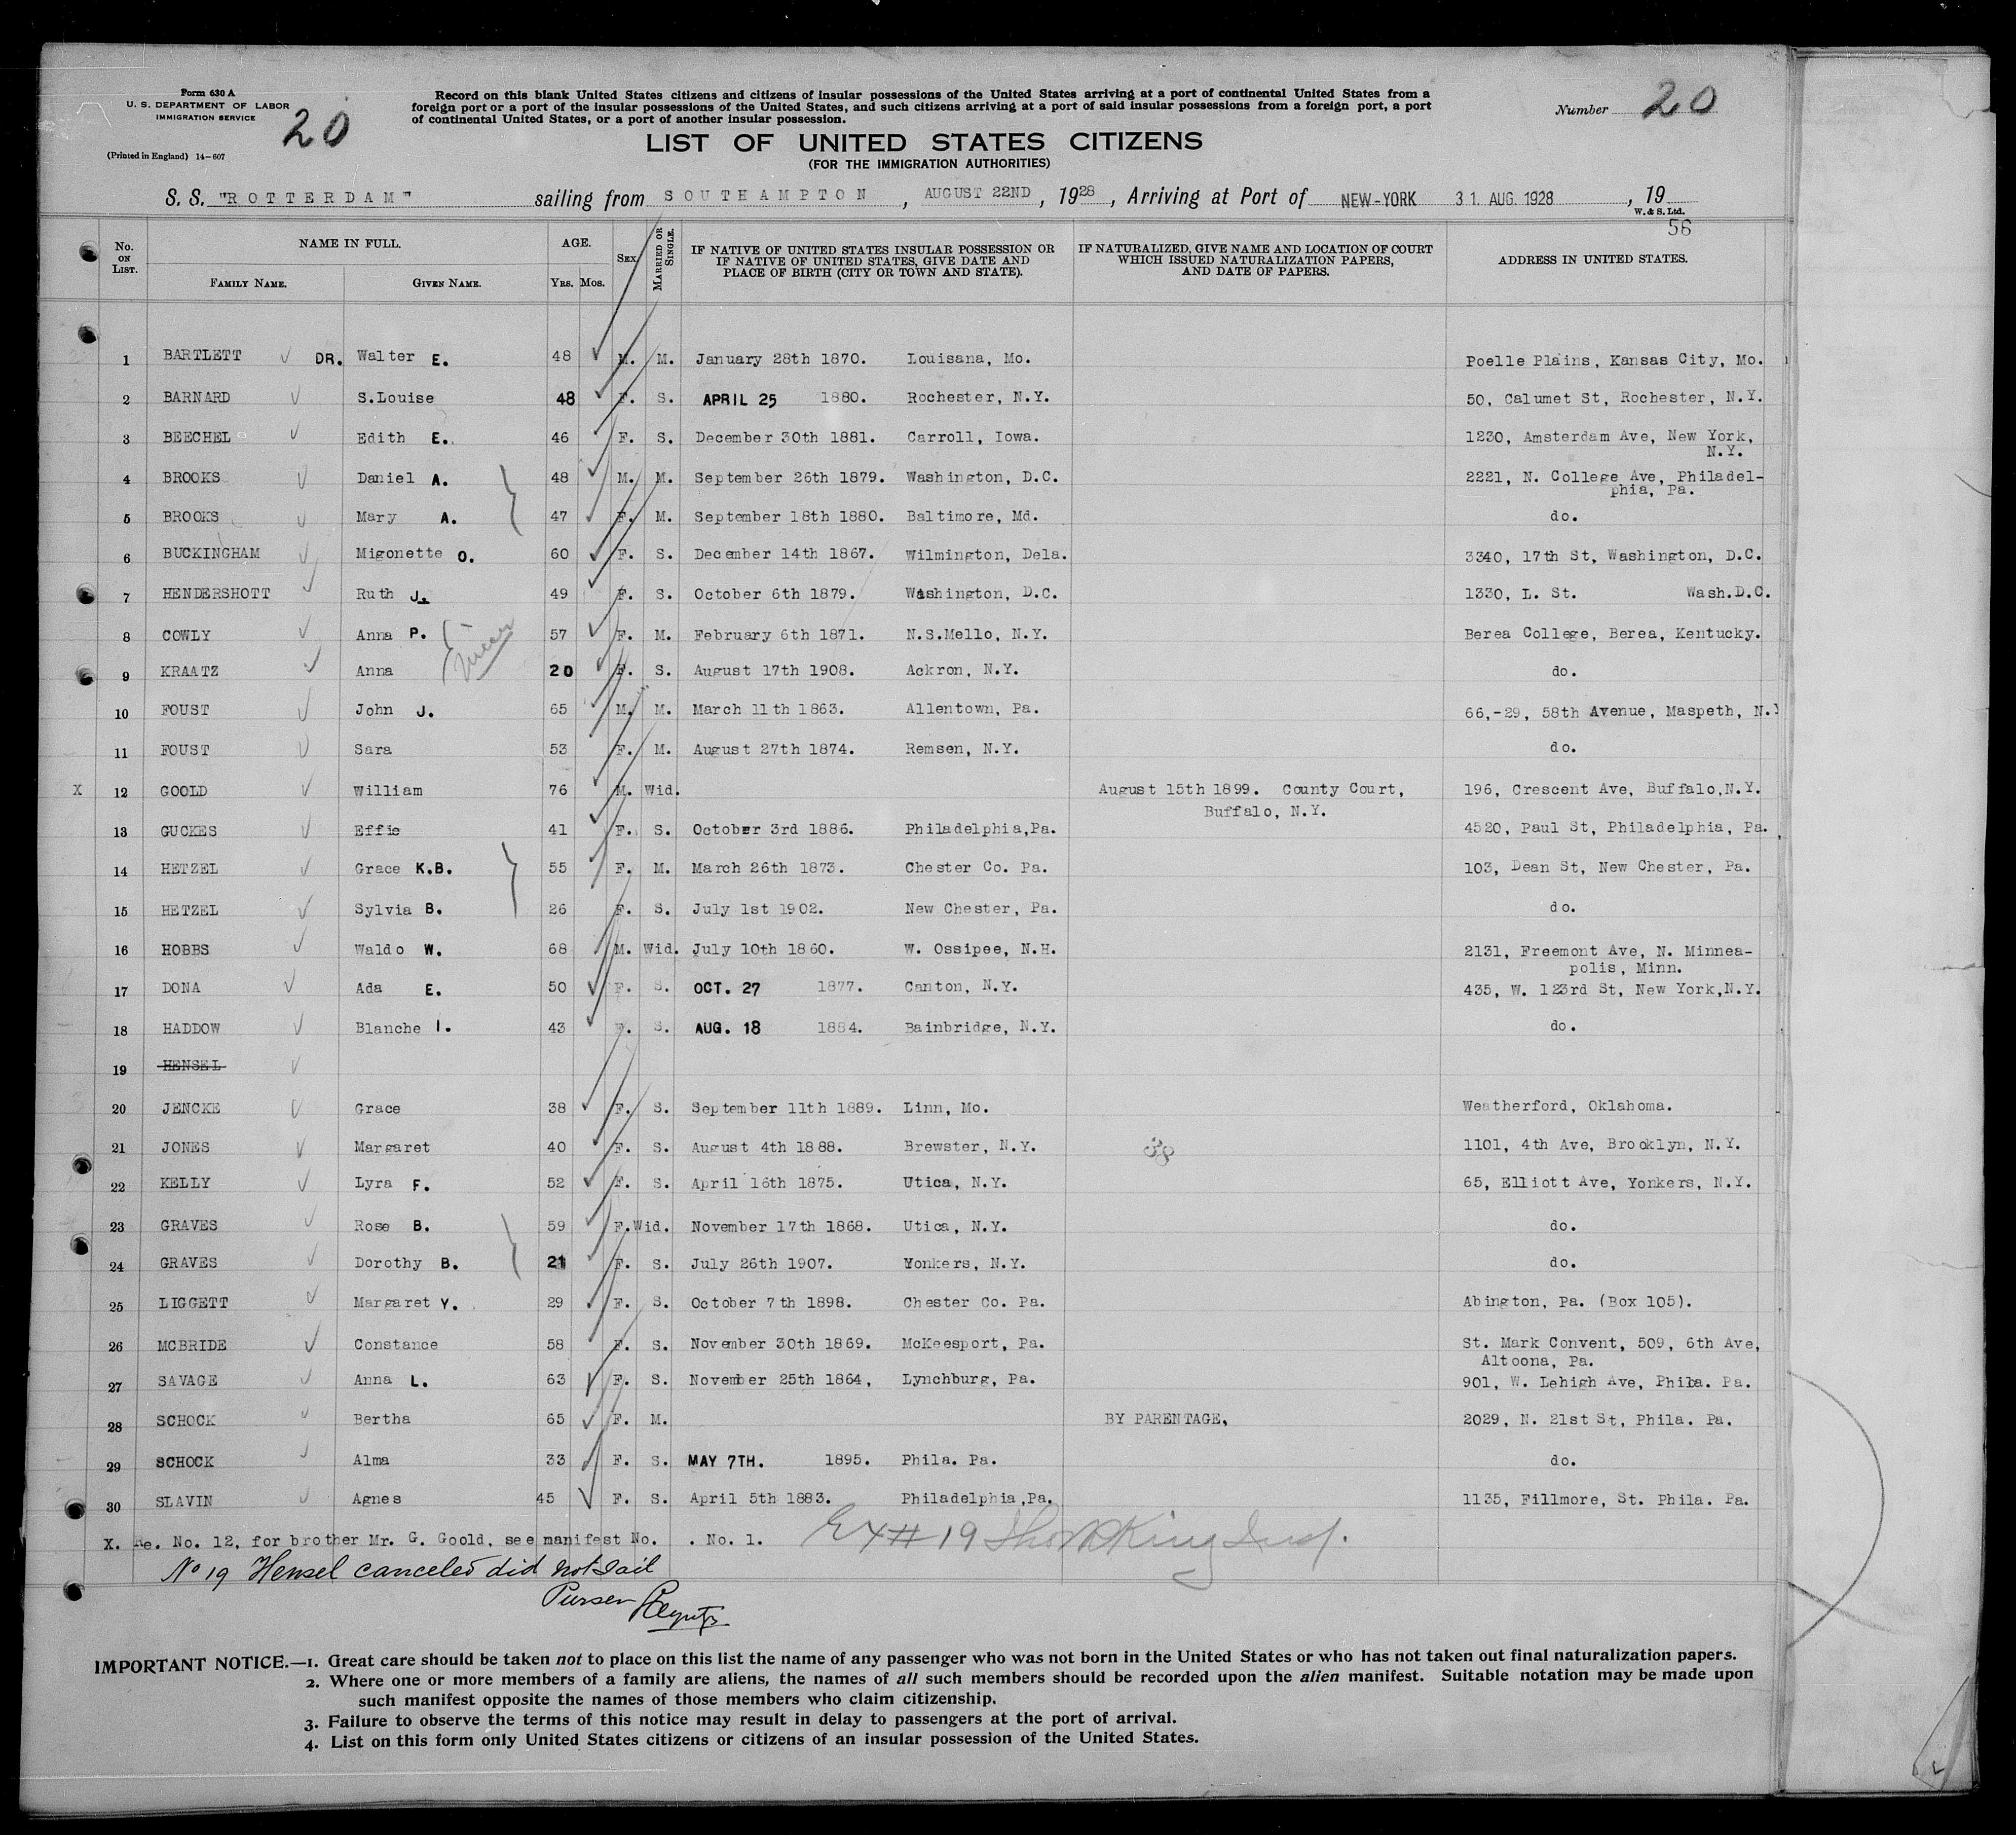 Form 630 A
U. S. DEPARTMENT OF LABOR
IMMIGRATION SERVICE
20
(Printed in England) 14-607
Record on this blank United States citizens and citizens of insular possessions of the United States arriving at a port of continental United States from a
foreign port or a port of the insular possessions of the United States, and such citizens arriving at a port of said insular possessions from a foreign port, a port
of continental United States, or a port of another insular possession.
Number 20
LIST OF UNITED STATES CITIZENS
(FOR THE IMMIGRATION AUTHORITIES)
S. S. "ROTTERDAM" sailing from SOUTHAMPTON, AUGUST 22ND, 1928, Arriving at Port of NEW-YORK 31 AUG. 1928, 19
W. & S. Ltd.
56
No. ON LIST. NAME IN FULL. FAMILY NAME. GIVEN NAME. AGE. YRS. MOS. SEX MARRIED OR SINGLE. IF NATIVE OF UNITED STATES INSULAR POSSESSION OR IF NATIVE OF UNITED STATES, GIVE DATE AND PLACE OF BIRTH (CITY OR TOWN AND STATE). IF NATURALIZED, GIVE NAME AND LOCATION OF COURT WHICH ISSUED NATURALIZATION PAPERS, AND DATE OF PAPERS. ADDRESS IN UNITED STATES.
1 BARTLETT DR. Walter E. 48 M. M. January 28th 1870. Louisana, Mo. Poelle Plains, Kansas City, Mo.
2 BARNARD S.Louise 48 F. S. APRIL 25 1880. Rochester, N.Y. 50, Calumet St, Rochester, N.Y.
3 BEECHEL Edith E. 46 F. S. December 30th 1881. Carroll, Iowa. 1230, Amsterdam Ave, New York,
N.Y.
4 BROOKS Daniel A. 48 M. M. September 26th 1879. Washington, D.C. 2221, N. College Ave, Philadel-
phia, Pa.
5 BROOKS Mary A. 47 F. M. September 18th 1880. Baltimore, Md. do.
6 BUCKINGHAM Migonette O. 60 F. S. December 14th 1867. Wilmington, Dela. 3340, 17th St, Washington, D.C.
7 HENDERSHOTT Ruth J. 49 F. S. October 6th 1879. Washington, D.C. 1330, L. St. Wash.D.C.
8 COWLY Anna P. 57 F. M. February 6th 1871. N.S.Mello, N.Y. Berea College, Berea, Kentucky.
9 KRAATZ Anna 20 F. S. August 17th 1908. Ackron, N.Y. do.
10 FOUST John J. 65 M. M. March 11th 1863. Allentown, Pa. 66,-29, 58th Avenue, Maspeth, N.Y
11 FOUST Sara 53 F. M. August 27th 1874. Remsen, N.Y. do.
X 12 GOOLD William 76 M. Wid. August 15th 1899. County Court, 196, Crescent Ave, Buffalo,N.Y.
Buffalo, N.Y.
13 GUCKES Effie 41 F. S. October 3rd 1886. Philadelphia,Pa. 4520, Paul St, Philadelphia, Pa.
14 HETZEL Grace K.B. 55 F. M. March 26th 1873. Chester Co. Pa. 103, Dean St, New Chester, Pa.
15 HETZEL Sylvia B. 26 F. S. July 1st 1902. New Chester, Pa. do.
16 HOBBS Waldo W. 68 M. Wid. July 10th 1860. W. Ossipee, N.H. 2131, Freemont Ave, N. Minnea-
polis, Minn.
17 DONA Ada E. 50 F. S. OCT. 27 1877. Canton, N.Y. 435, W. 123rd St, New York,N.Y.
18 HADDOW Blanche I. 43 F. S. AUG. 18 1884. Bainbridge, N.Y. do.
19 HENSEL
20 JENCKE Grace 38 F. S. September 11th 1889. Linn, Mo. Weatherford, Oklahoma.
21 JONES Margaret 40 F. S. August 4th 1888. Brewster, N.Y. 1101, 4th Ave, Brooklyn, N.Y.
22 KELLY Lyra F. 52 F. S. April 16th 1875. Utica, N.Y. 65, Elliott Ave, Yonkers, N.Y.
23 GRAVES Rose B. 59 F. Wid. November 17th 1868. Utica, N.Y. do.
24 GRAVES Dorothy B. 21 F. S. July 26th 1907. Yonkers, N.Y. do.
25 LIGGETT Margaret Y. 29 F. S. October 7th 1898. Chester Co. Pa. Abington, Pa. (Box 105).
26 MCBRIDE Constance 58 F. S. November 30th 1869. McKeesport, Pa. St. Mark Convent, 509, 6th Ave,
Altoona, Pa.
27 SAVAGE Anna L. 63 F. S. November 25th 1864, Lynchburg, Pa. 901, W. Lehigh Ave, Phila. Pa.
28 SCHOCK Bertha 65 F. M. BY PARENTAGE, 2029, N. 21st St, Phila. Pa.
29 SCHOCK Alma 33 F. S. MAY 7TH. 1895. Phila. Pa. do.
30 SLAVIN Agnes 45 F. S. April 5th 1883. Philadelphia,Pa. 1135, Fillmore, St. Phila. Pa.
X. Re. No. 12, for brother Mr. G. Goold, see manifest No. . No. 1.
No 19 Hensel canceled did not sail
Purser
IMPORTANT NOTICE.—1. Great care should be taken not to place on this list the name of any passenger who was not born in the United States or who has not taken out final naturalization papers.
2. Where one or more members of a family are aliens, the names of all such members should be recorded upon the alien manifest. Suitable notation may be made upon
such manifest opposite the names of those members who claim citizenship.
3. Failure to observe the terms of this notice may result in delay to passengers at the port of arrival.
4. List on this form only United States citizens or citizens of an insular possession of the United States.